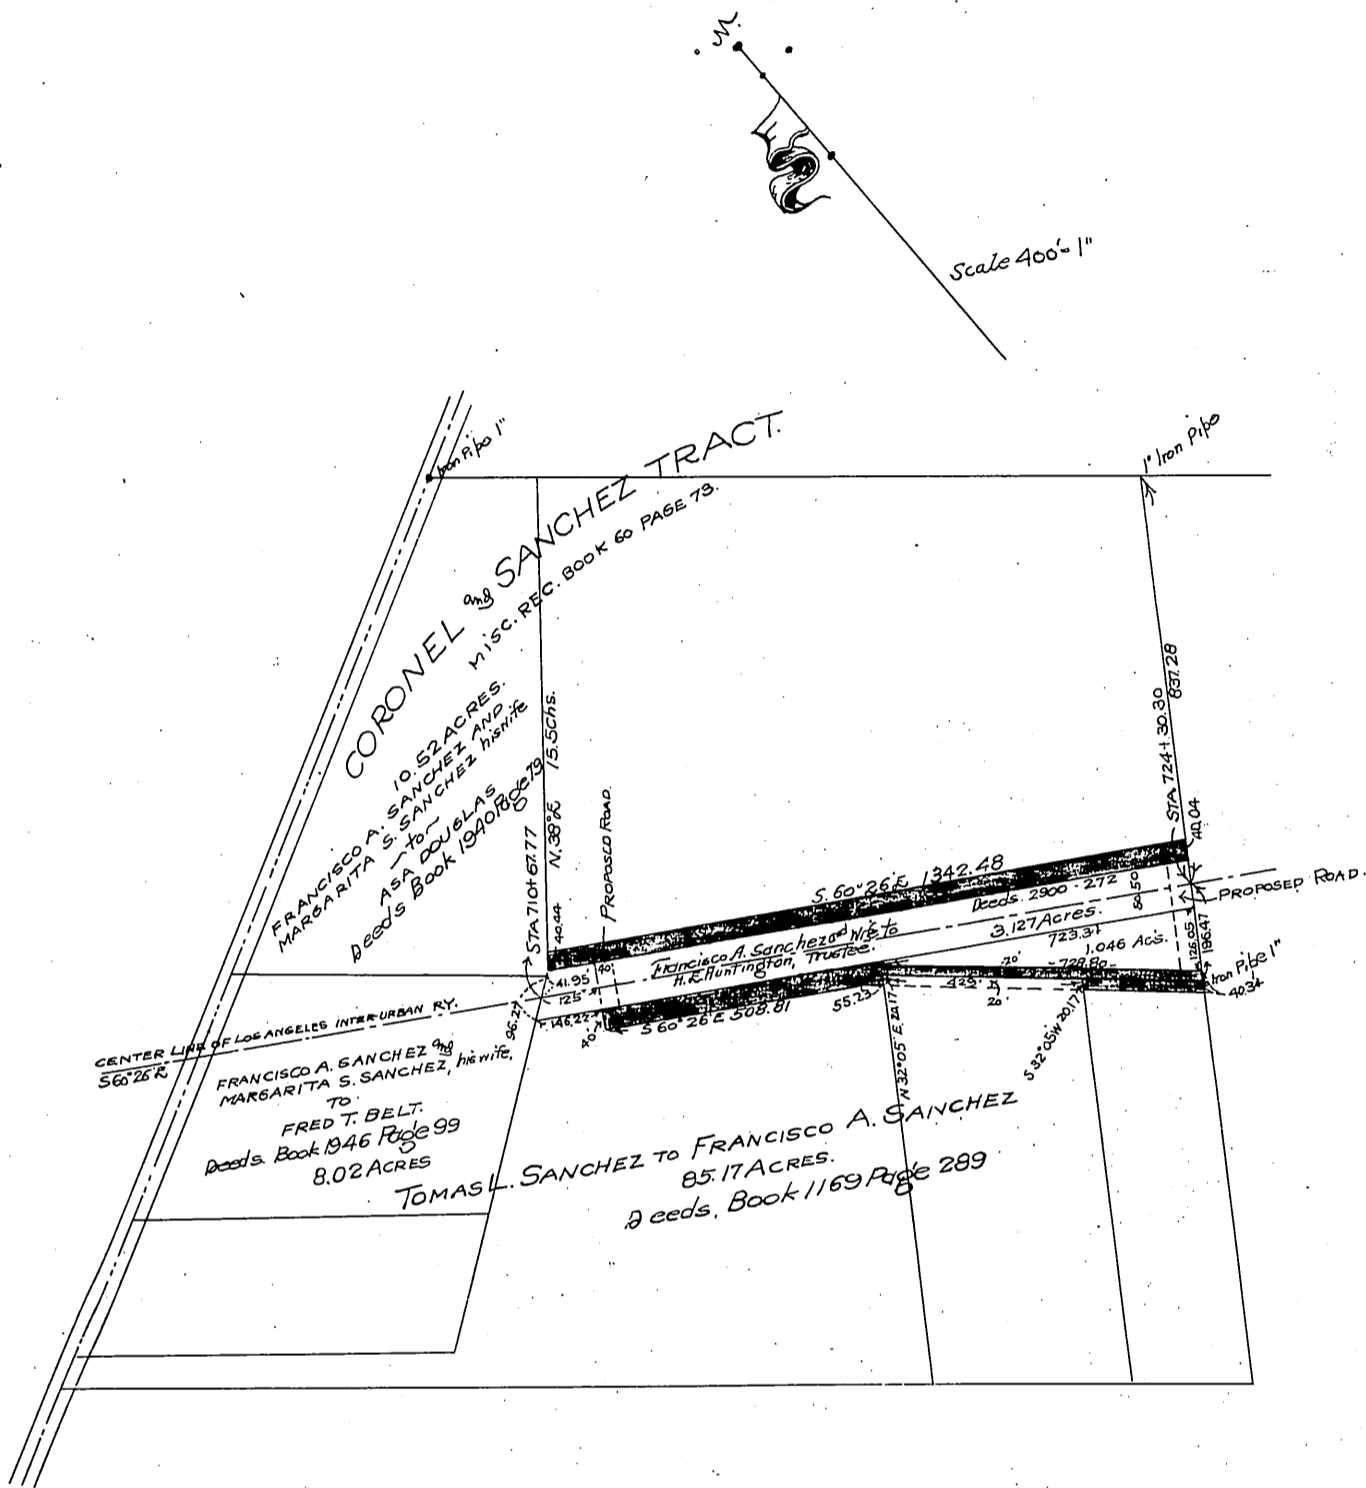 N.
Scale 400'=1"
Iron Pipe 1"
1" Iron Pipe
CORONEL and SANCHEZ TRACT.
MISC. REC. BOOK 60 PAGE 73.
10.52 ACRES.
FRANCISCO A. SANCHEZ AND
MARGARITA S. SANCHEZ his wife
-to-
ASA DOUGLAS
Deeds Book 1940 Page 79
N. 38° E 15.5 Chs.
STA 710+67.77
40.44
PROPOSED ROAD.
STA. 724+30.30
837.28
40.04
S. 60° 26' E 1342.48
Deeds. 2900 - 272
50.50
PROPOSED ROAD.
3.127 Acres.
Francisco A. Sanchez and Wife to
H. E. Huntington, Trustee.
723.31
1.046 Acs.
728.80
20'
126.05
196.47
Iron Pipe 1"
40.34
41.95
40'
125'
146.22
40'
96.27
S 60° 26' E 508.81
55.23
425'
20'
N 32° 05' E 20.17
S 32° 05' W 20.17
CENTER LINE OF LOS ANGELES INTER-URBAN RY.
S 60° 26' E
FRANCISCO A. SANCHEZ and
MARGARITA S. SANCHEZ, his wife.
TO
FRED T. BELT.
Deeds. Book 1946 Page 99
8.02 ACRES
TOMAS L. SANCHEZ TO FRANCISCO A. SANCHEZ
85.17 ACRES.
Deeds, Book 1169 Page 289